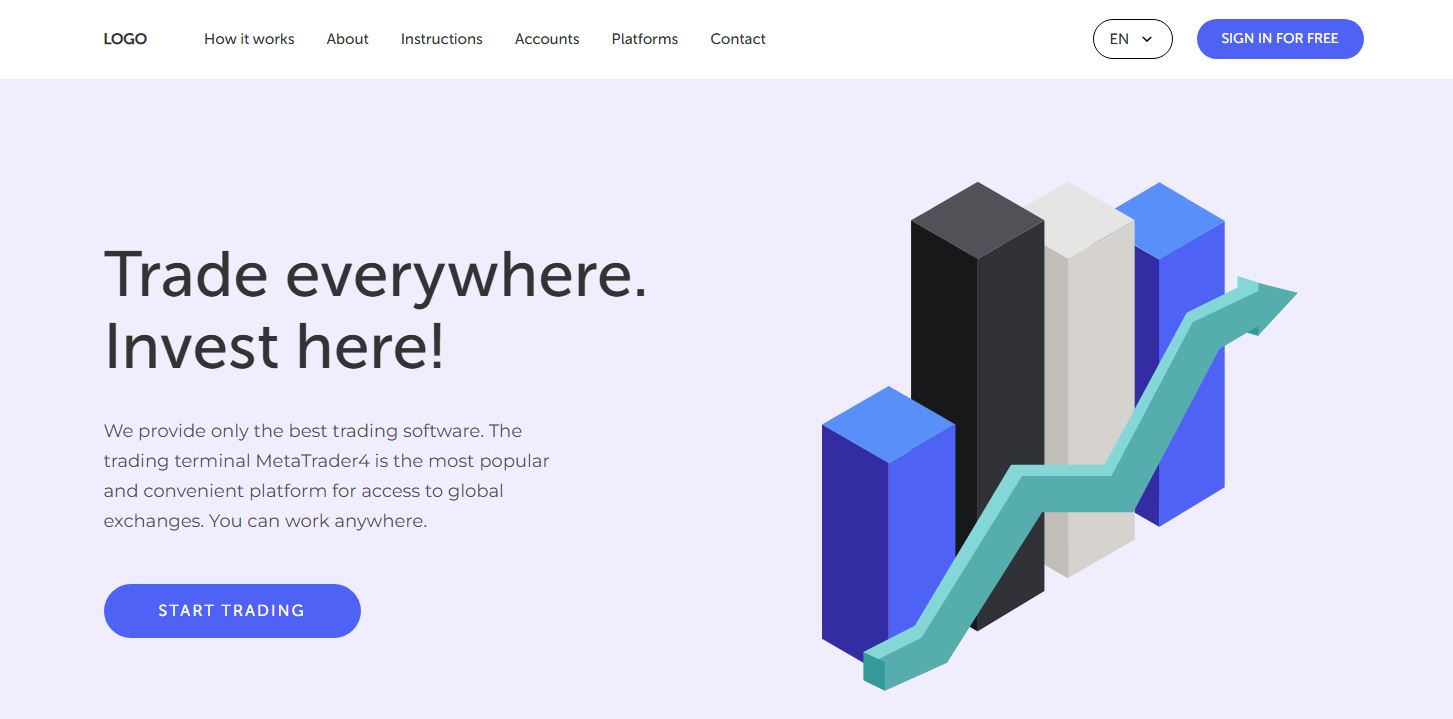 LOGO How it works About Instructions Accounts Platforms Contact EN SIGN IN FOR FREE
Trade everywhere.
Invest here!
We provide only the best trading software. The
trading terminal MetaTrader4 is the most popular
and convenient platform for access to global
exchanges. You can work anywhere.
START TRADING